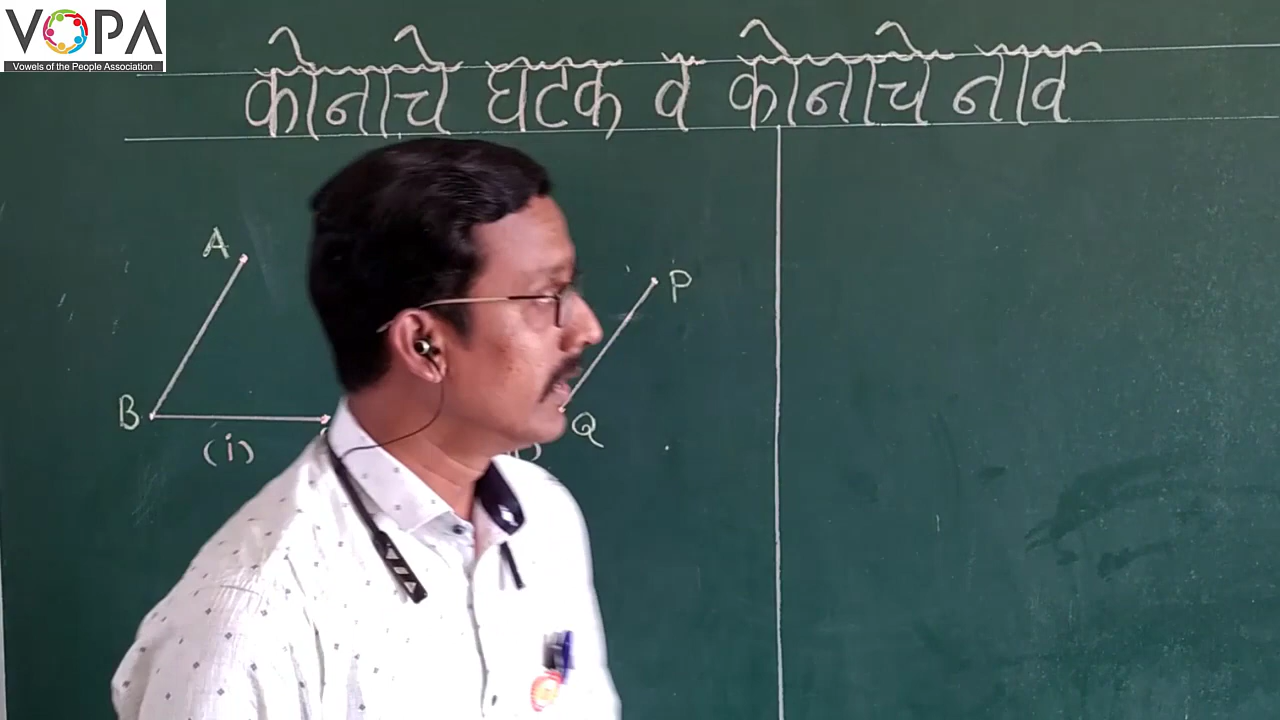 VOPA
Vowels of the People Association
कोनाचे घटक व कोनाचे नाव
A
P
B
Q
(i)